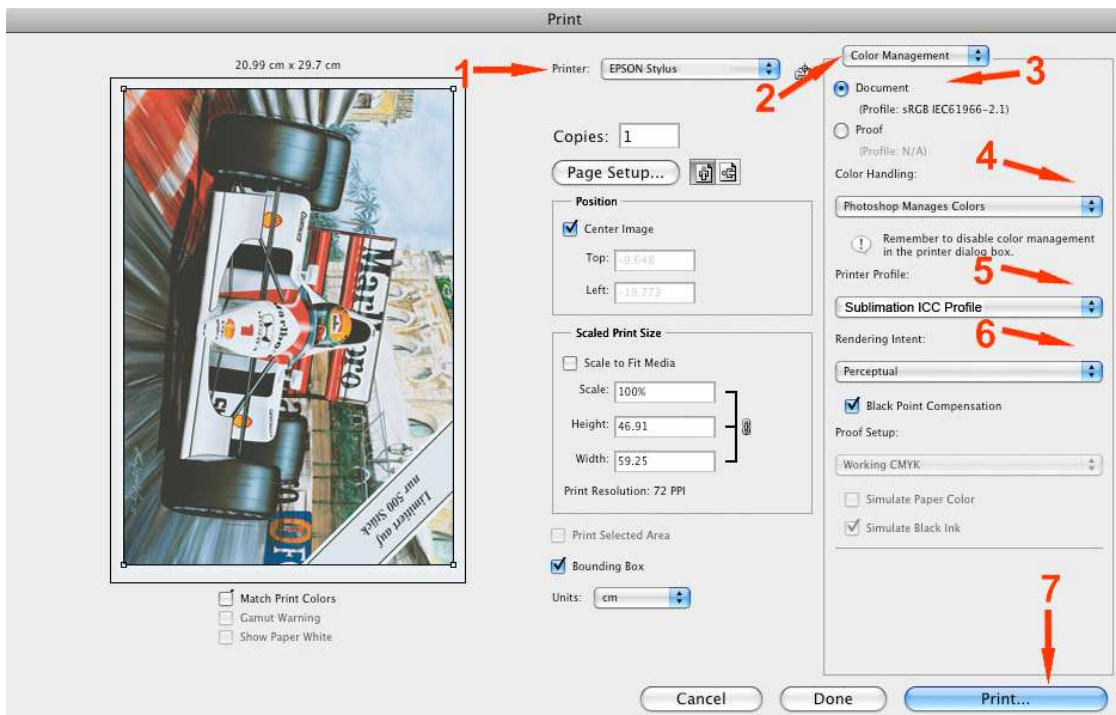 Print
20.99 cm x 29.7 cm
Marlboro
Marlboro
1
Limitiert auf
nur 500 Stück
Match Print Colors
Gamut Warning
Show Paper White
1
Printer: EPSON Stylus
Copies: 1
Page Setup...
Position
Center Image
Top: -9.648
Left: -19.773
Scaled Print Size
Scale to Fit Media
Scale: 100%
Height: 46.91
Width: 59.25
Print Resolution: 72 PPI
Print Selected Area
Bounding Box
Units: cm
2
Color Management
3
Document
(Profile: sRGB IEC61966-2.1)
Proof
(Profile: N/A)
4
Color Handling:
Photoshop Manages Colors
Remember to disable color management
in the printer dialog box.
5
Printer Profile:
Sublimation ICC Profile
6
Rendering Intent:
Perceptual
Black Point Compensation
Proof Setup:
Working CMYK
Simulate Paper Color
Simulate Black Ink
7
Cancel
Done
Print...